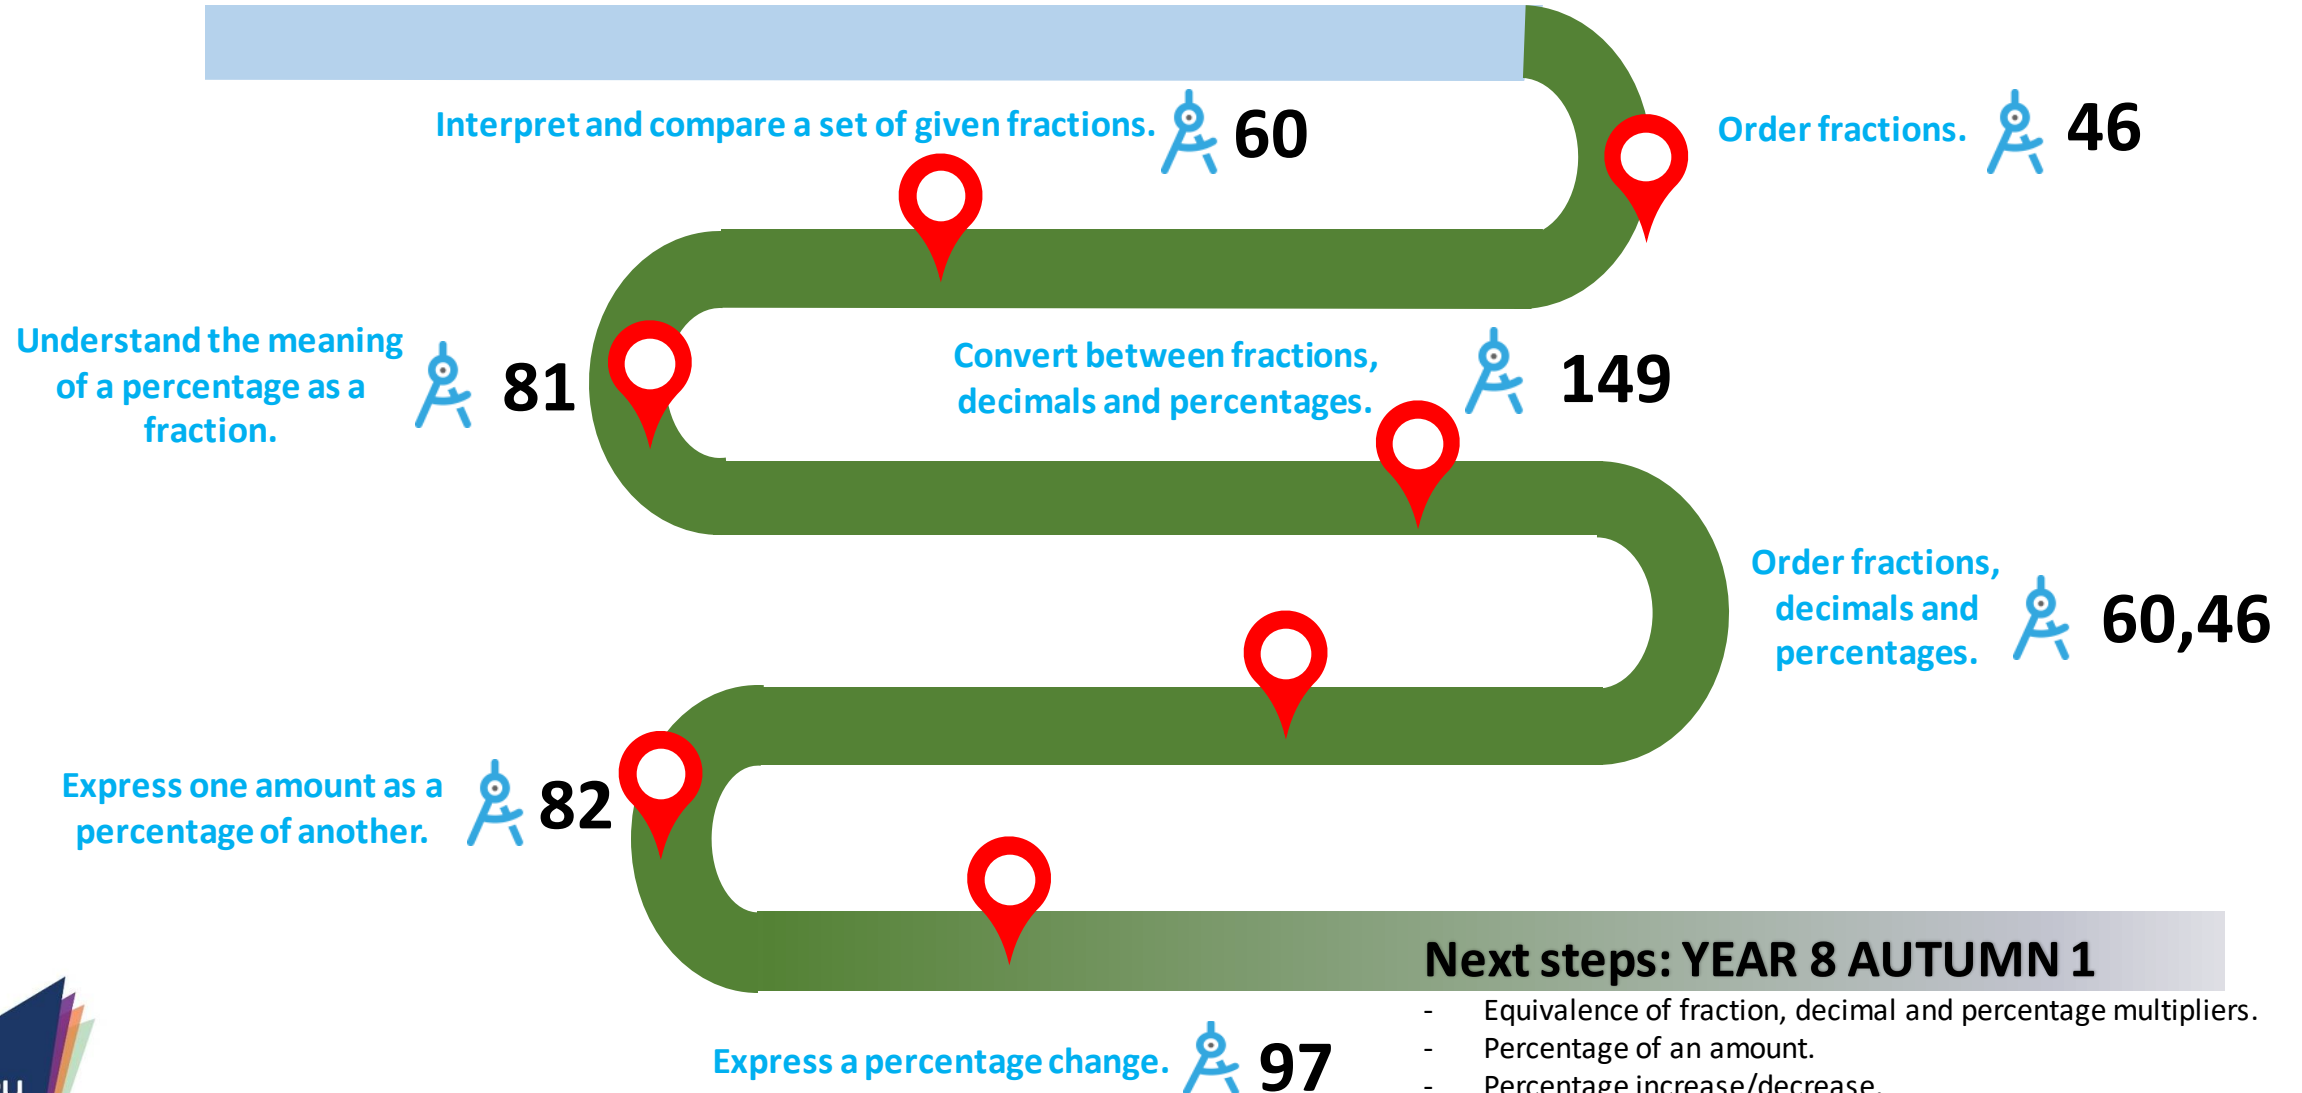 Interpret and compare a set of given fractions. 60
Order fractions. 46
Understand the meaning
of a percentage as a
fraction.
81
Convert between fractions,
decimals and percentages.
149
Order fractions,
decimals and
percentages.
60,46
Express one amount as a
percentage of another.
82
Express a percentage change. 97
Next steps: YEAR 8 AUTUMN 1
- Equivalence of fraction, decimal and percentage multipliers.
- Percentage of an amount.
- Percentage increase/decrease.